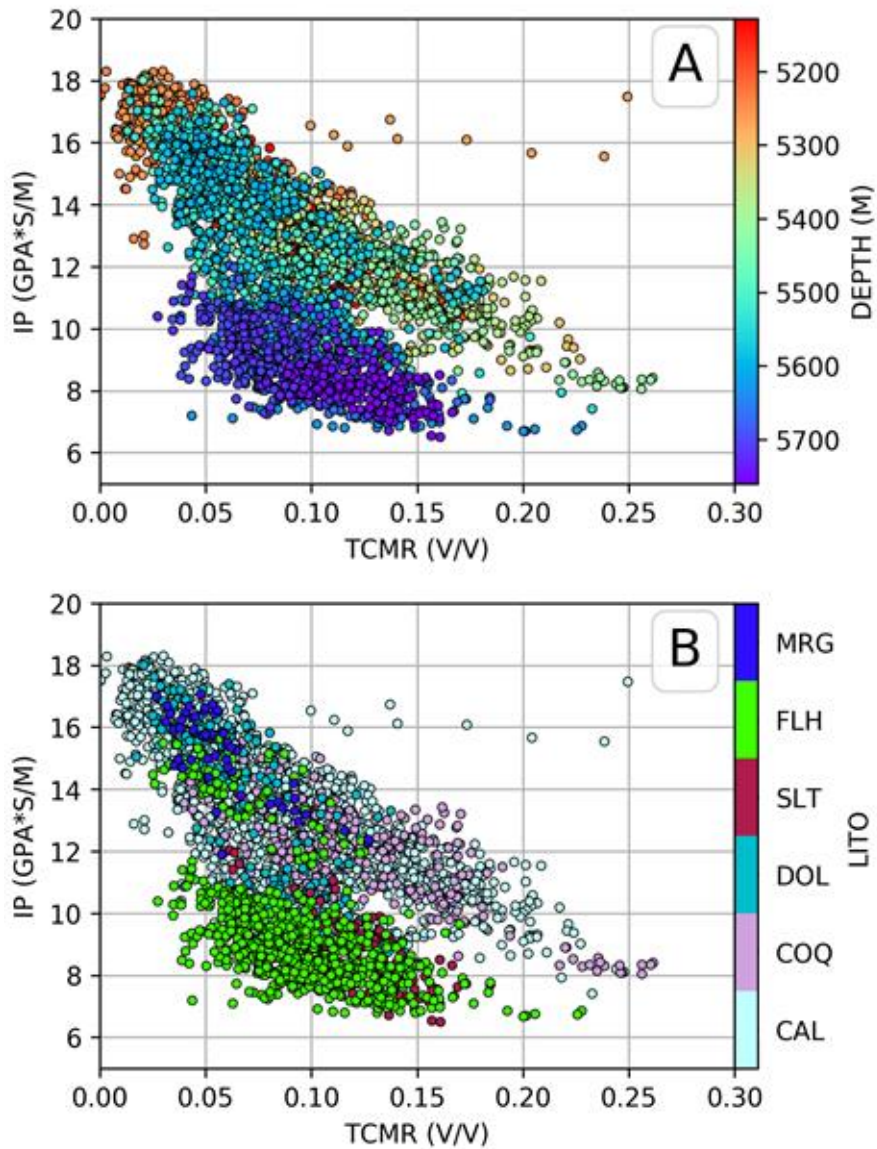 A
20
18
16
14
12
10
8
6
IP (GPA*S/M)
0.00 0.05 0.10 0.15 0.20 0.25 0.30
TCMR (V/V)
5200
5300
5400
5500
5600
5700
DEPTH (M)
B
20
18
16
14
12
10
8
6
IP (GPA*S/M)
0.00 0.05 0.10 0.15 0.20 0.25 0.30
TCMR (V/V)
MRG
FLH
SLT
DOL
COQ
CAL
LITO